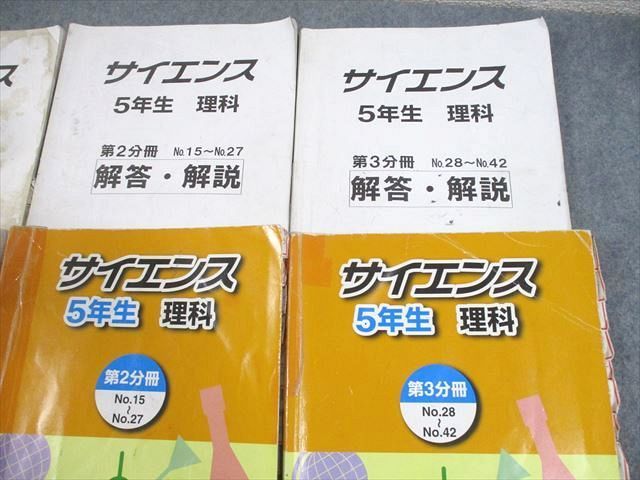 ス
サイエンス
5年生 理科
第2分冊 No.15～No.27
解答・解説
サイエンス
5年生 理科
第3分冊 No.28～No.42
解答・解説
サイエンス
5年生 理科
第2分冊
No.15
～
No.27
サイエンス
5年生 理科
第3分冊
No.28
～
No.42